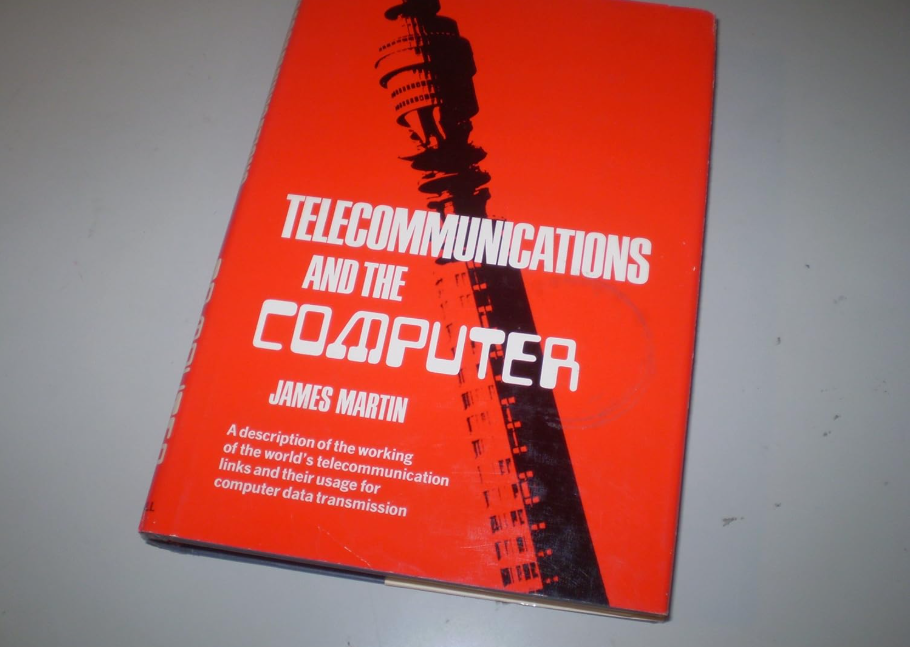 TELECOMMUNICATIONS
AND THE
COMPUTER
JAMES MARTIN
A description of the working
of the world's telecommunication
links and their usage for
computer data transmission